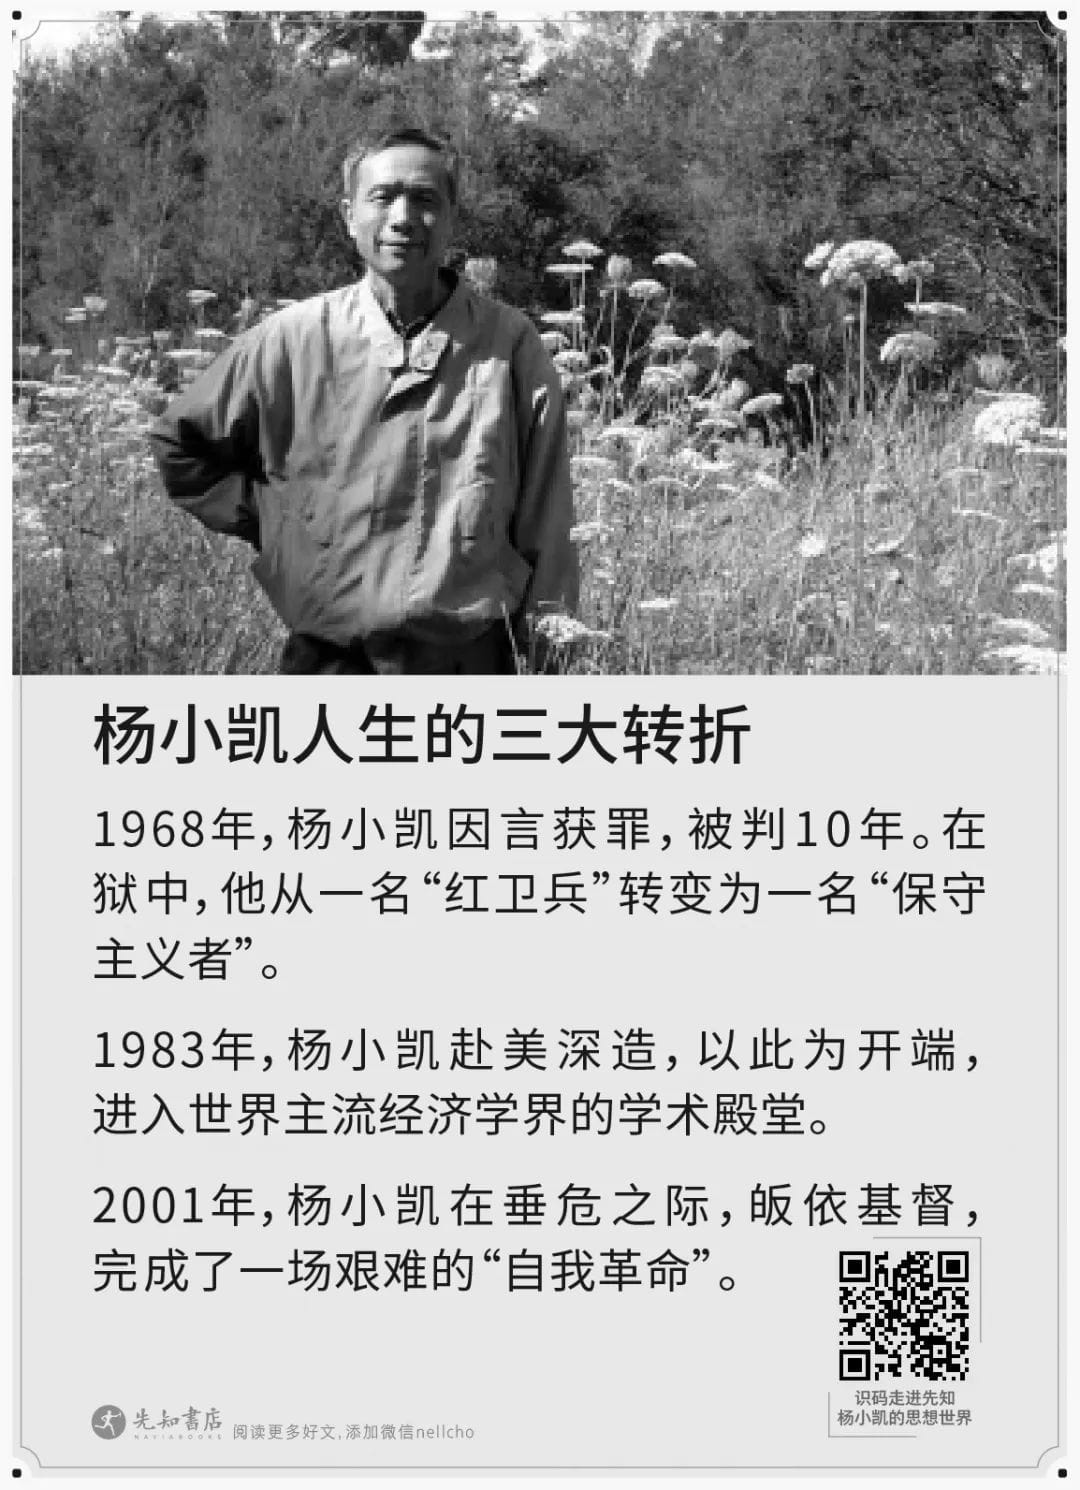 杨小凯人生的三大转折
1968年，杨小凯因言获罪，被判10年。在
狱中，他从一名“红卫兵”转变为一名“保守
主义者”。
1983年，杨小凯赴美深造，以此为开端，
进入世界主流经济学界的学术殿堂。
2001年，杨小凯在垂危之际，皈依基督，
完成了一场艰难的“自我革命”。
识码走进先知
杨小凯的思想世界
先知書店
NAVIABOOKS
阅读更多好文，添加微信nellcho